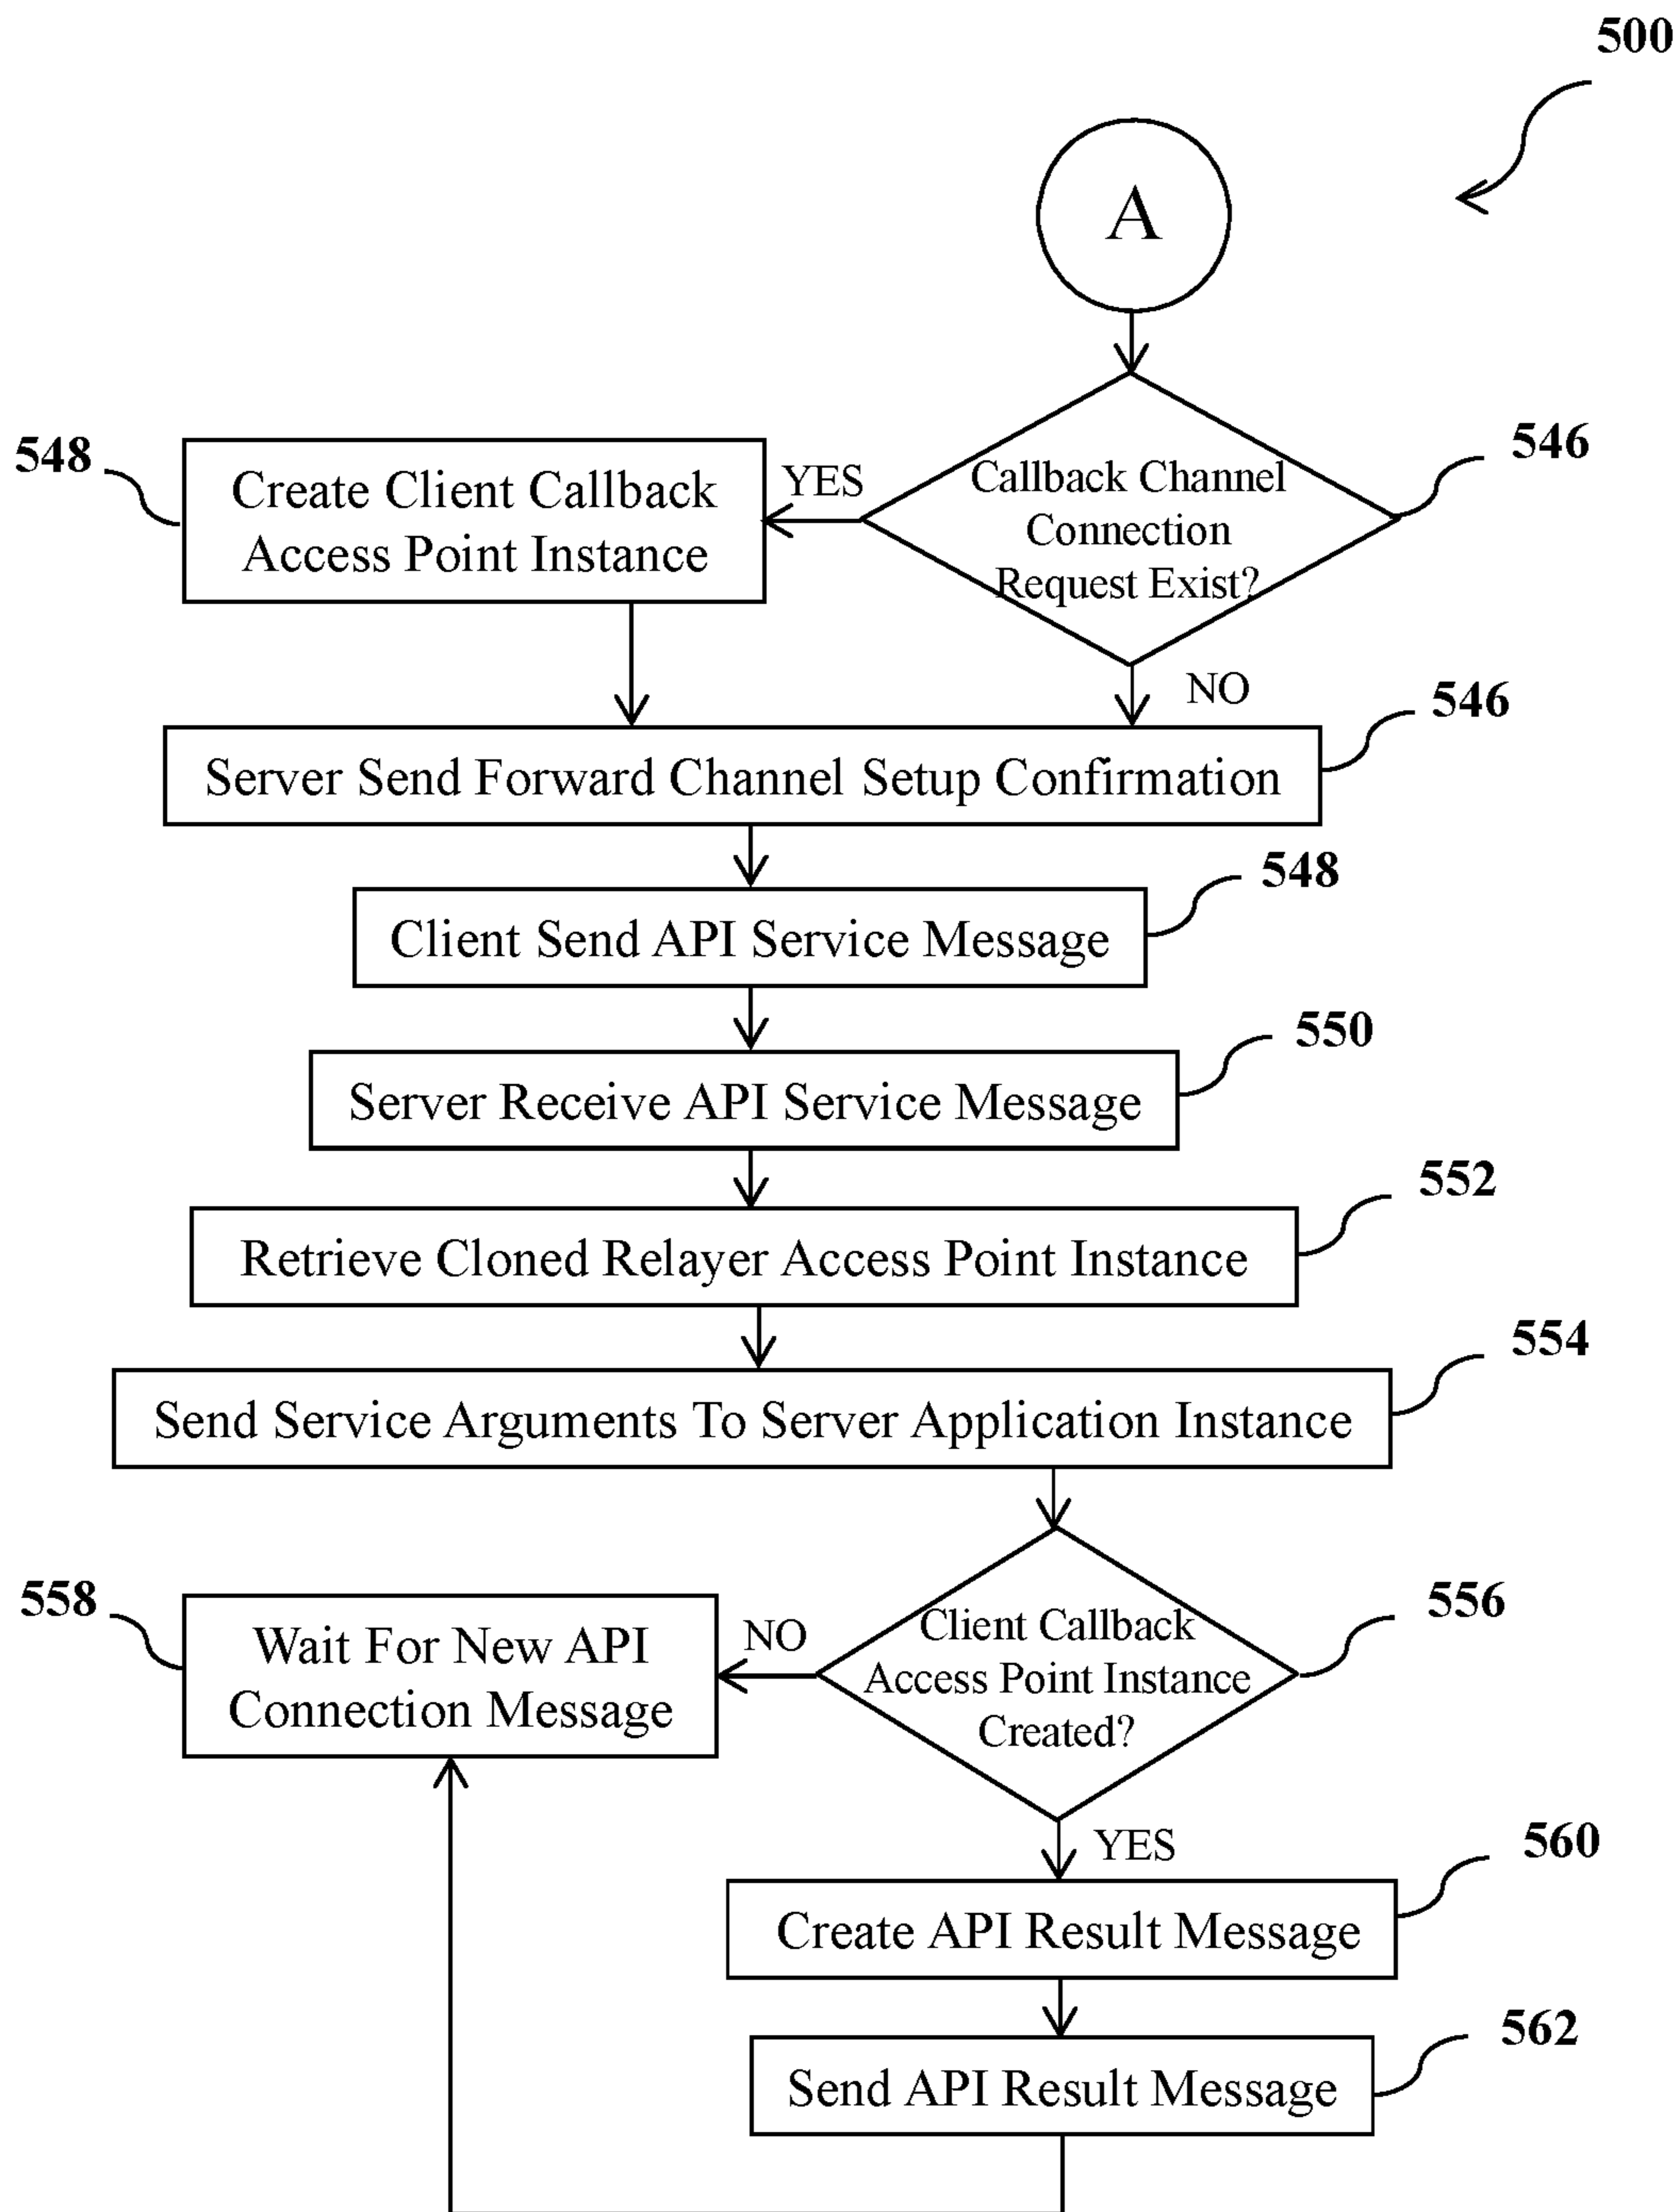 500
A
548
Create Client Callback
Access Point Instance
YES
Callback Channel
Connection
Request Exist?
546
NO
Server Send Forward Channel Setup Confirmation
546
Client Send API Service Message
548
Server Receive API Service Message
550
Retrieve Cloned Relayer Access Point Instance
552
Send Service Arguments To Server Application Instance
554
558
Wait For New API
Connection Message
NO
Client Callback
Access Point Instance
Created?
556
YES
Create API Result Message
560
Send API Result Message
562